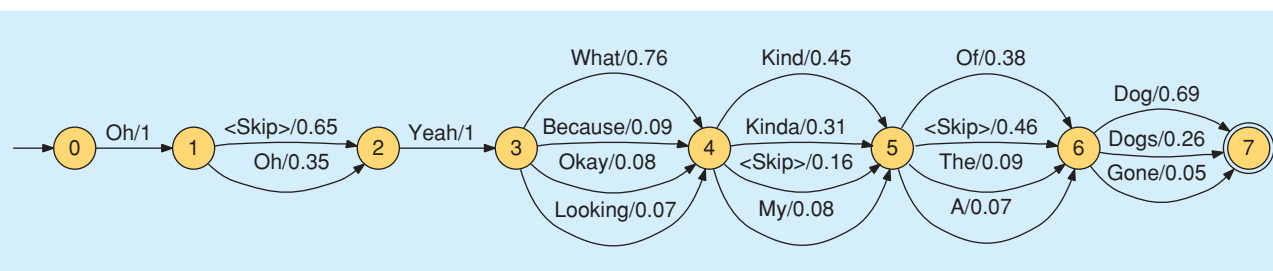 What/0.76 Kind/0.45 Of/0.38
Dog/0.69
Oh/1 <Skip>/0.65 Yeah/1 Because/0.09 Kinda/0.31 <Skip>/0.46
0 1 2 3 4 5 6 7
Dogs/0.26
Oh/0.35 Okay/0.08 <Skip>/0.16 The/0.09
Gone/0.05
Looking/0.07 My/0.08 A/0.07